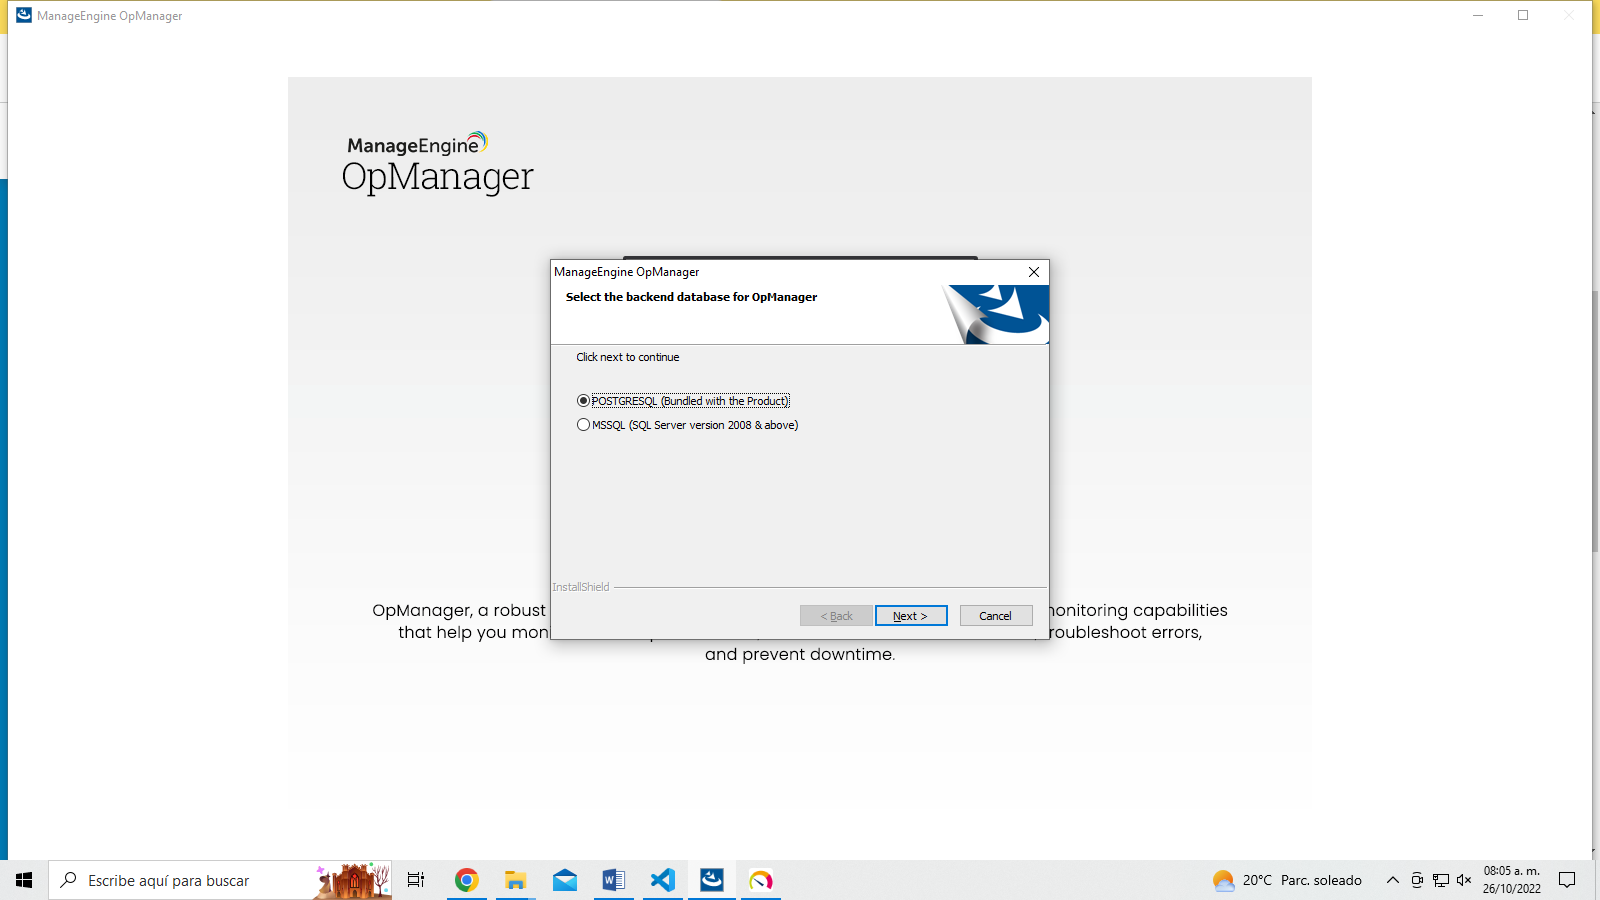 ManageEngine OpManager
ManageEngine
OpManager
ManageEngine OpManager
Select the backend database for OpManager
Click next to continue
POSTGRESQL (Bundled with the Product)
MSSQL (SQL Server version 2008 & above)
InstallShield
< Back
Next >
Cancel
OpManager, a robust onitoring capabilities
that help you mon roubleshoot errors,
and prevent downtime.
Escribe aquí para buscar
20°C Parc. soleado
08:05 a. m.
26/10/2022